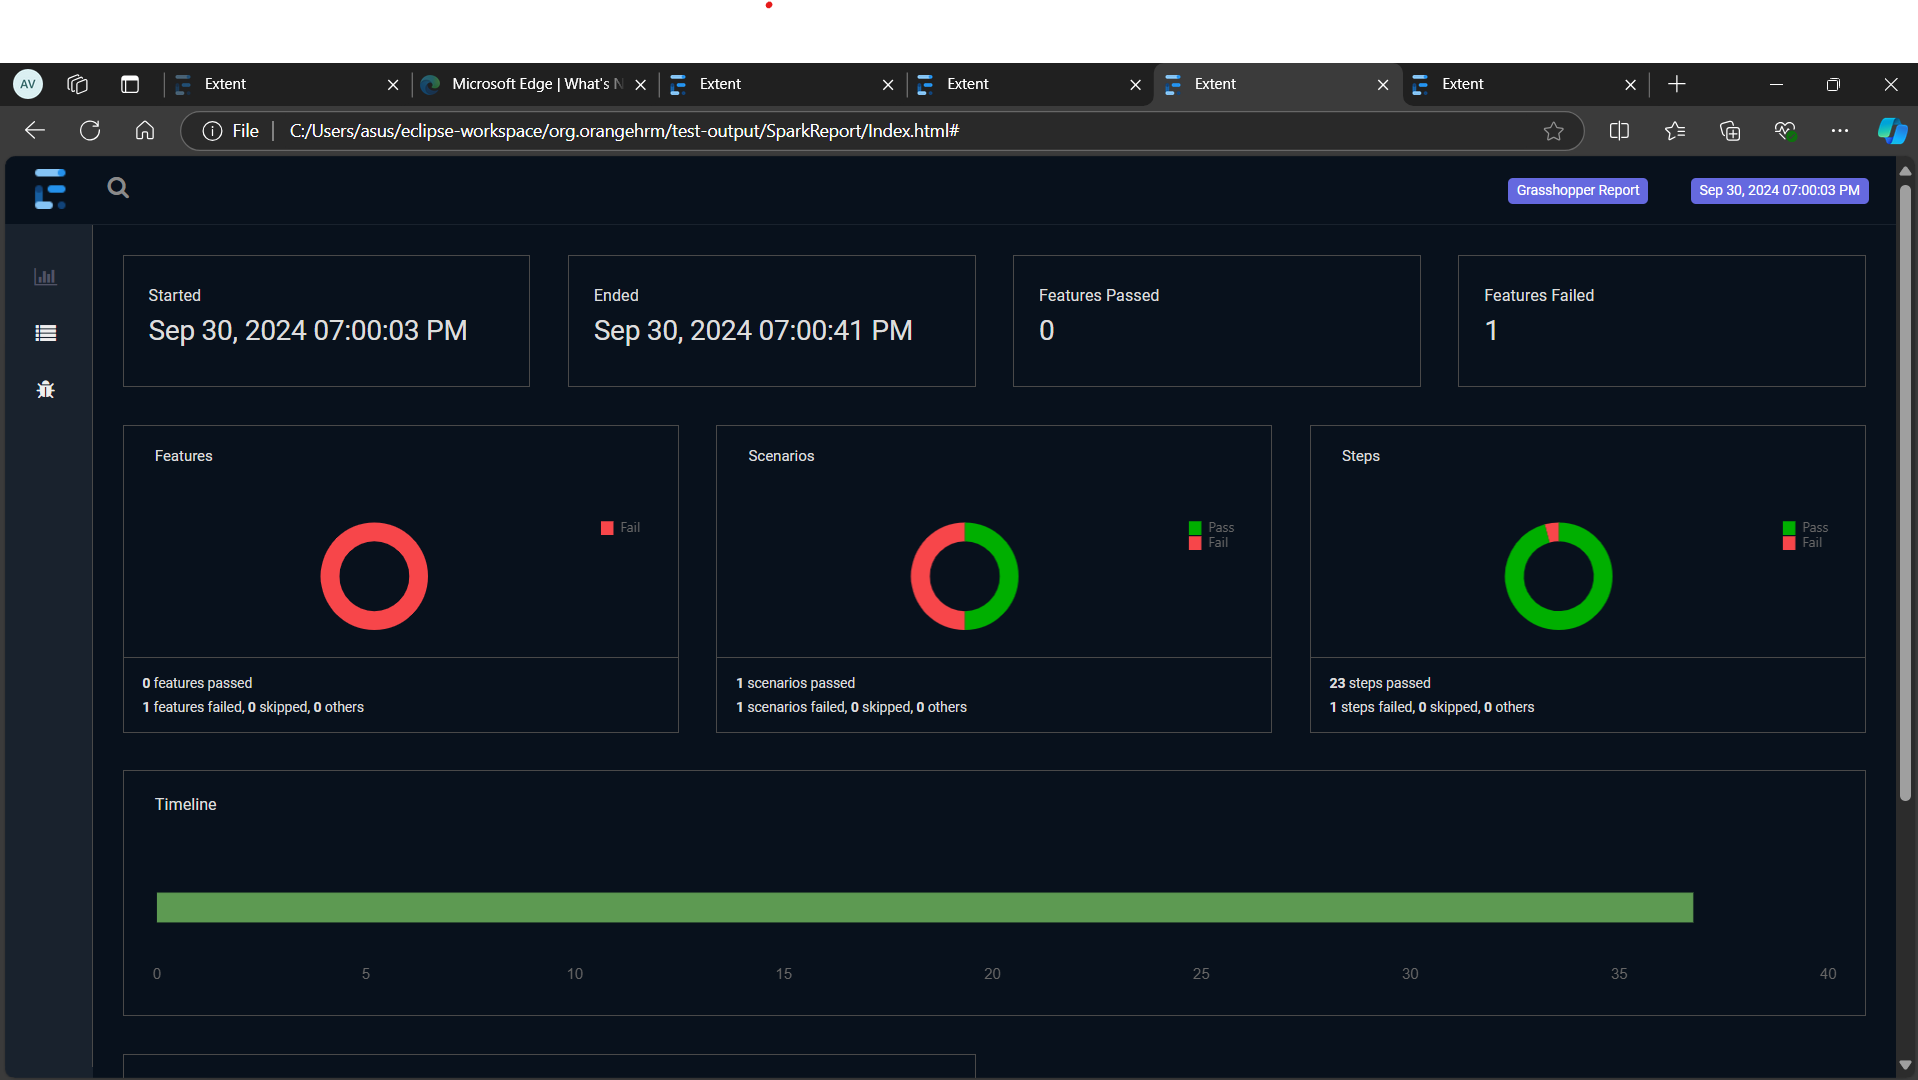 AV
Extent
Microsoft Edge | What's N
Extent
Extent
Extent
Extent
File
C:/Users/asus/eclipse-workspace/org.orangehrm/test-output/SparkReport/Index.html#
Grasshopper Report
Sep 30, 2024 07:00:03 PM
Started
Sep 30, 2024 07:00:03 PM
Ended
Sep 30, 2024 07:00:41 PM
Features Passed
0
Features Failed
1
Features
Fail
0 features passed
1 features failed, 0 skipped, 0 others
Scenarios
Pass
Fail
1 scenarios passed
1 scenarios failed, 0 skipped, 0 others
Steps
Pass
Fail
23 steps passed
1 steps failed, 0 skipped, 0 others
Timeline
0 5 10 15 20 25 30 35 40